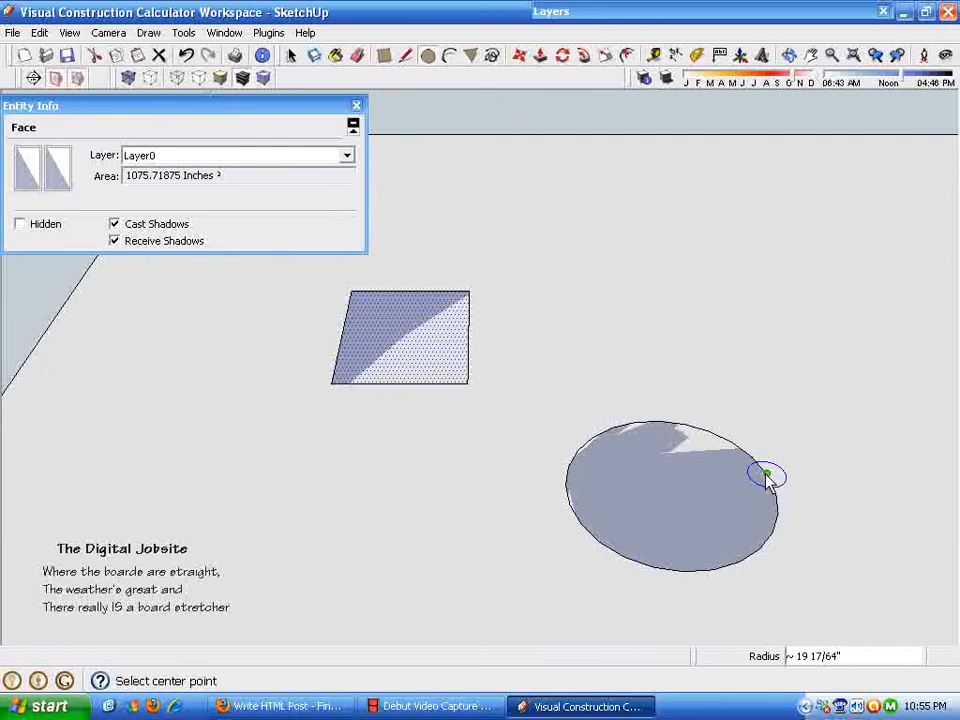 Visual Construction Calculator Workspace - SketchUp
Layers
File Edit View Camera Draw Tools Window Plugins Help
J F M A M J J A S O N D 06:43 AM Noon 04:46 PM
Entity Info
Face
Layer: Layer0
Area: 1075.71875 Inches ²
Hidden Cast Shadows
Receive Shadows
The Digital Jobsite
Where the boards are straight,
The weather's great and
There really IS a board stretcher
Radius ~ 19 17/64"
Select center point
start Write HTML Post - Fin... Debut Video Capture ... Visual Construction C... 10:55 PM